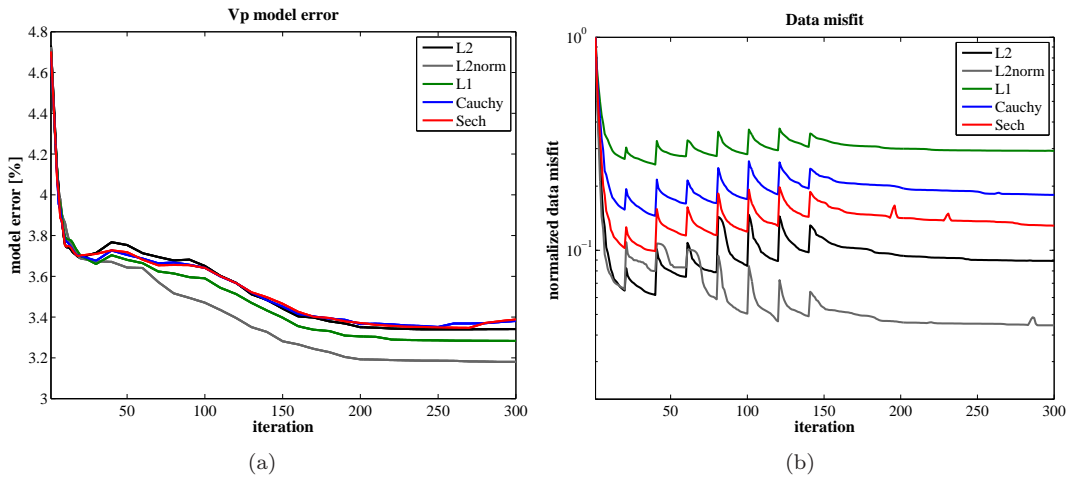 Vp model error
4.8
4.6
4.4
4.2
4
3.8
3.6
3.4
3.2
3
model error [%]
50
100
150
200
250
300
iteration
L2
L2norm
L1
Cauchy
Sech
(a)
Data misfit
10^0
10^-1
normalized data misfit
50
100
150
200
250
300
iteration
L2
L2norm
L1
Cauchy
Sech
(b)